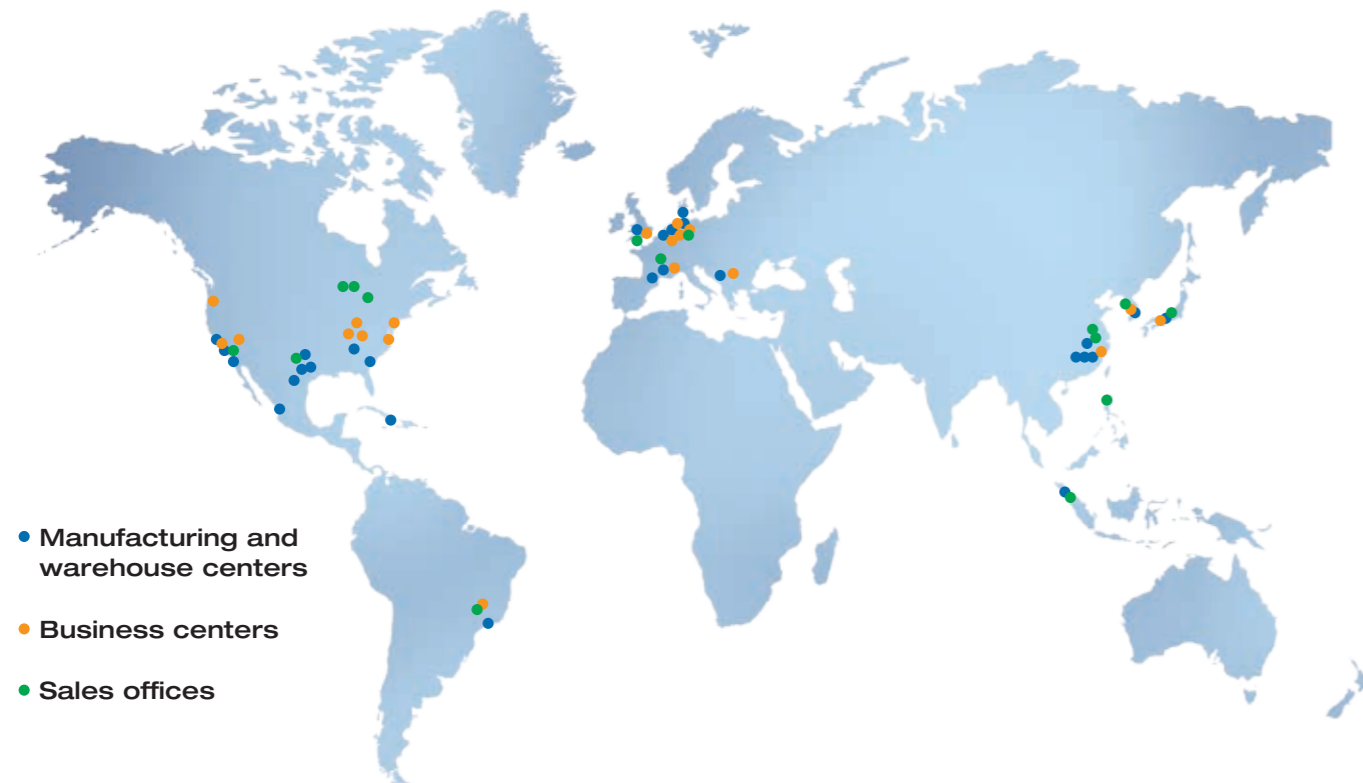 Manufacturing and
warehouse centers
Business centers
Sales offices